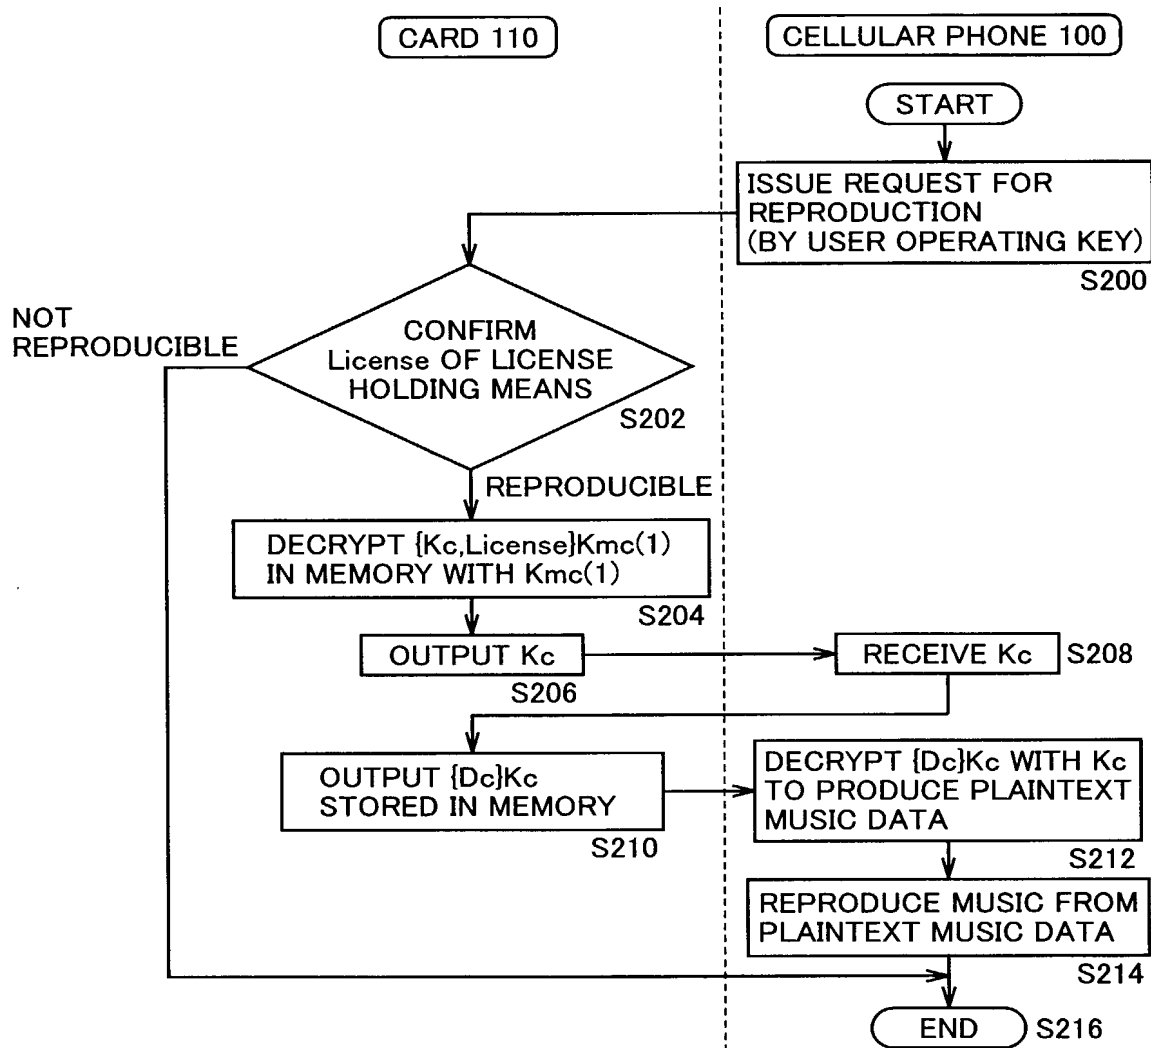 CARD 110
CELLULAR PHONE 100
START
ISSUE REQUEST FOR
REPRODUCTION
(BY USER OPERATING KEY)
S200
NOT
REPRODUCIBLE
CONFIRM
License OF LICENSE
HOLDING MEANS
S202
REPRODUCIBLE
DECRYPT {Kc,License}Kmc(1)
IN MEMORY WITH Kmc(1)
S204
OUTPUT Kc
S206
RECEIVE Kc
S208
OUTPUT {Dc}Kc
STORED IN MEMORY
S210
DECRYPT {Dc}Kc WITH Kc
TO PRODUCE PLAINTEXT
MUSIC DATA
S212
REPRODUCE MUSIC FROM
PLAINTEXT MUSIC DATA
S214
END
S216